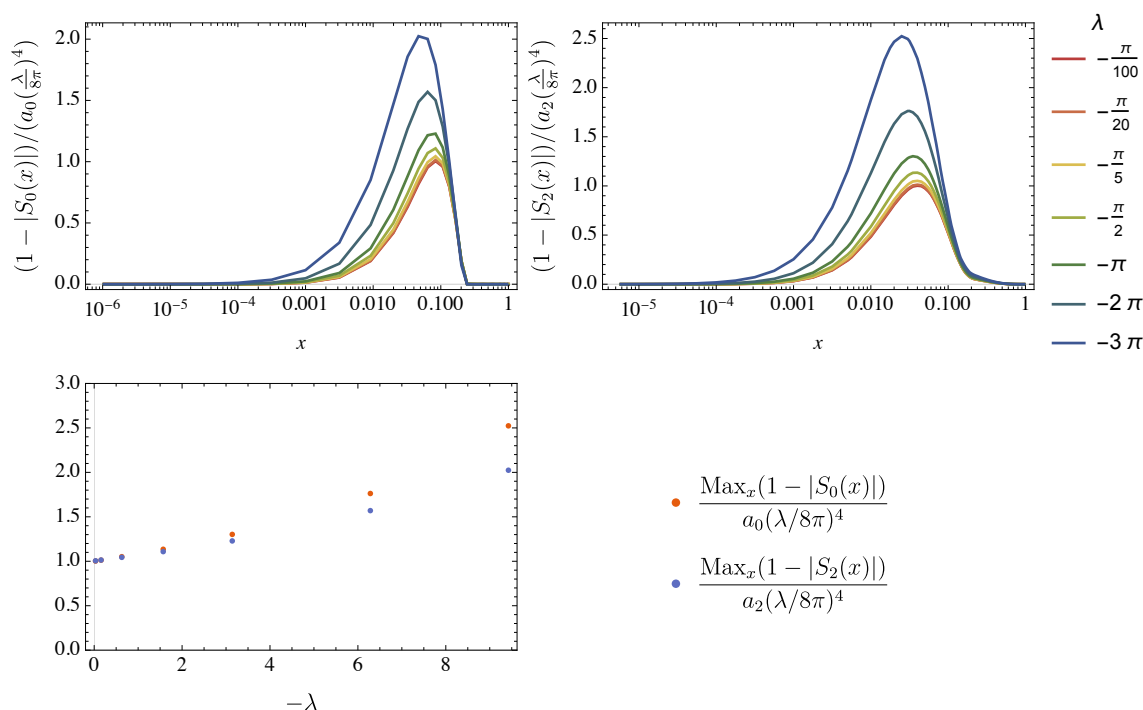 (1 − |S₀(x)|)/(a₀(λ/8π)⁴)
2.0
1.5
1.0
0.5
0.0
10⁻⁶ 10⁻⁵ 10⁻⁴ 0.001 0.010 0.100 1
x
(1 − |S₂(x)|)/(a₂(λ/8π)⁴)
2.5
2.0
1.5
1.0
0.5
0.0
10⁻⁵ 10⁻⁴ 0.001 0.010 0.100 1
x
λ
−π/100
−π/20
−π/5
−π/2
−π
−2 π
−3 π
3.0
2.5
2.0
1.5
1.0
0.5
0.0
0 2 4 6 8
−λ
Maxₓ(1 − |S₀(x)|)
a₀(λ/8π)⁴
Maxₓ(1 − |S₂(x)|)
a₂(λ/8π)⁴